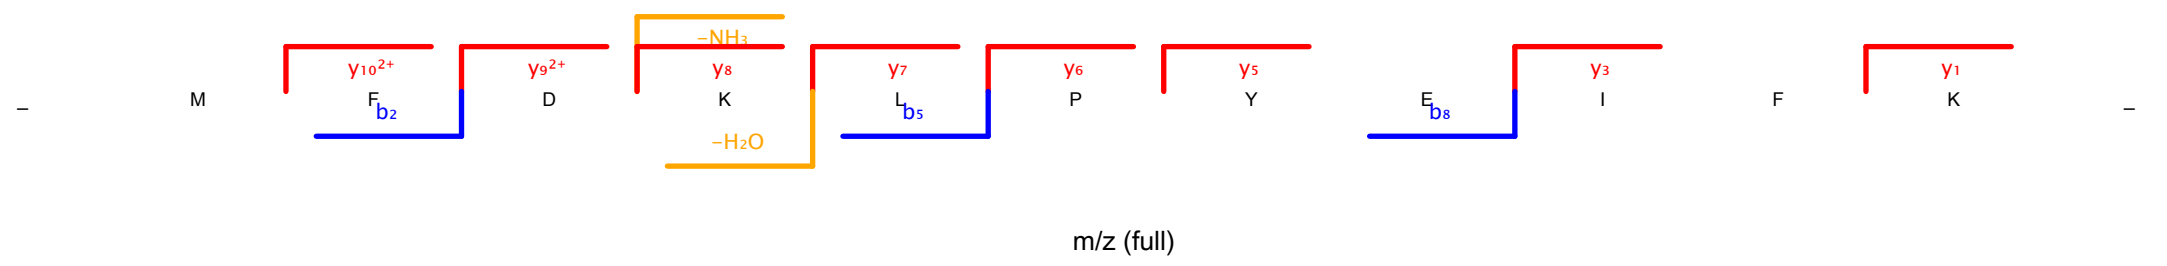 –NH₃
y₁₀²⁺ y₉²⁺ y₈ y₇ y₆ y₅ y₃ y₁
_ M F D K L P Y E I F K _
b₂ b₅ b₈
–H₂O
m/z (full)